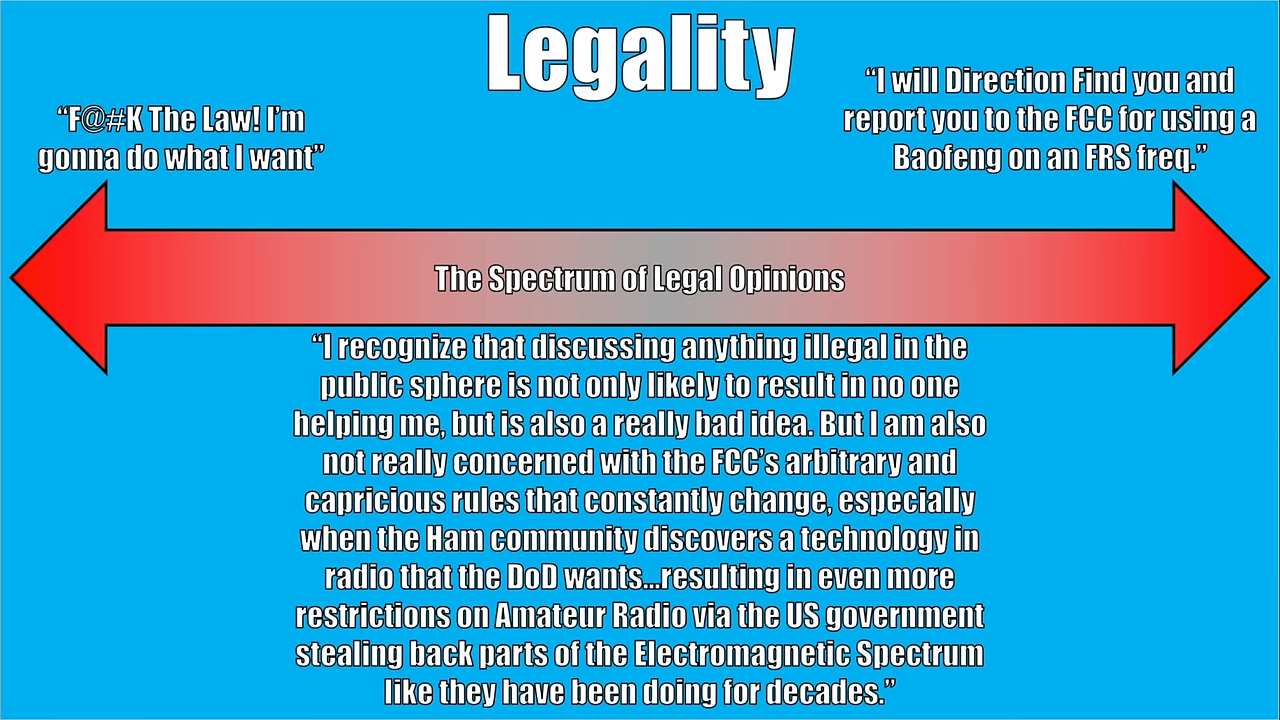 Legality
“F@#K The Law! I’m
gonna do what I want”
“I will Direction Find you and
report you to the FCC for using a
Baofeng on an FRS freq.”
The Spectrum of Legal Opinions
“I recognize that discussing anything illegal in the
public sphere is not only likely to result in no one
helping me, but is also a really bad idea. But I am also
not really concerned with the FCC’s arbitrary and
capricious rules that constantly change, especially
when the Ham community discovers a technology in
radio that the DoD wants...resulting in even more
restrictions on Amateur Radio via the US government
stealing back parts of the Electromagnetic Spectrum
like they have been doing for decades.”